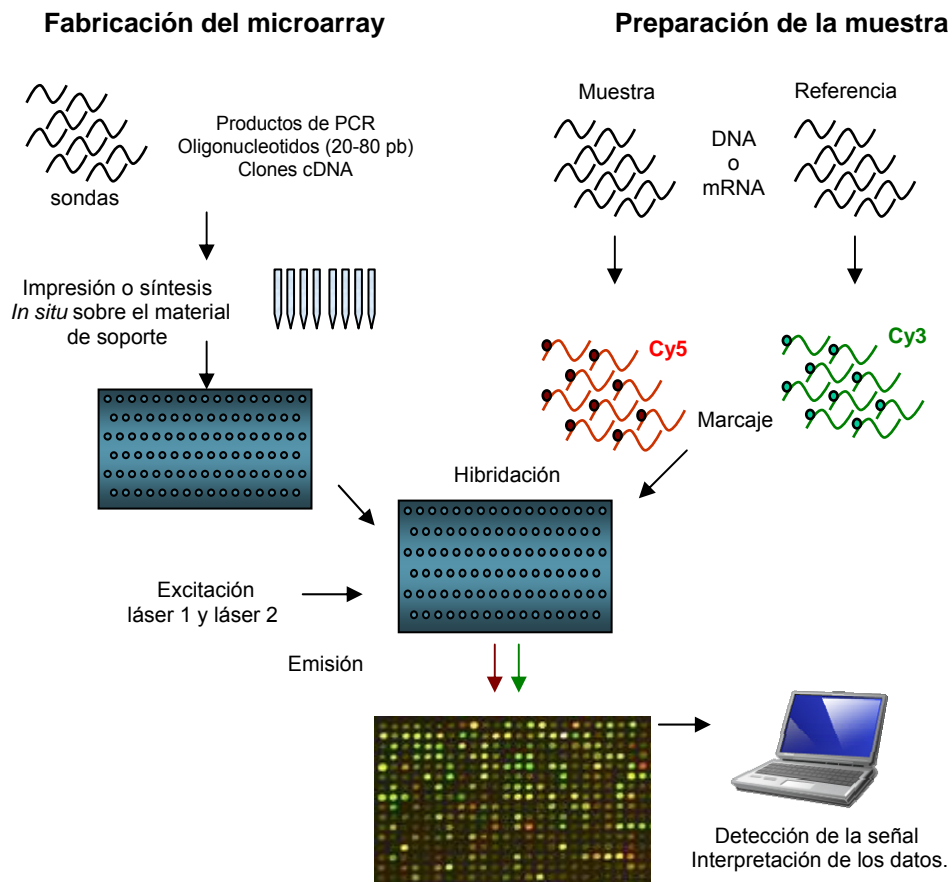 Fabricación del microarray
Preparación de la muestra
Productos de PCR
Oligonucleotidos (20-80 pb)
Clones cDNA
sondas
Muestra
Referencia
DNA
o
mRNA
Impresión o síntesis
In situ sobre el material
de soporte
Cy5
Cy3
Marcaje
Hibridación
Excitación
láser 1 y láser 2
Emisión
Detección de la señal
Interpretación de los datos.